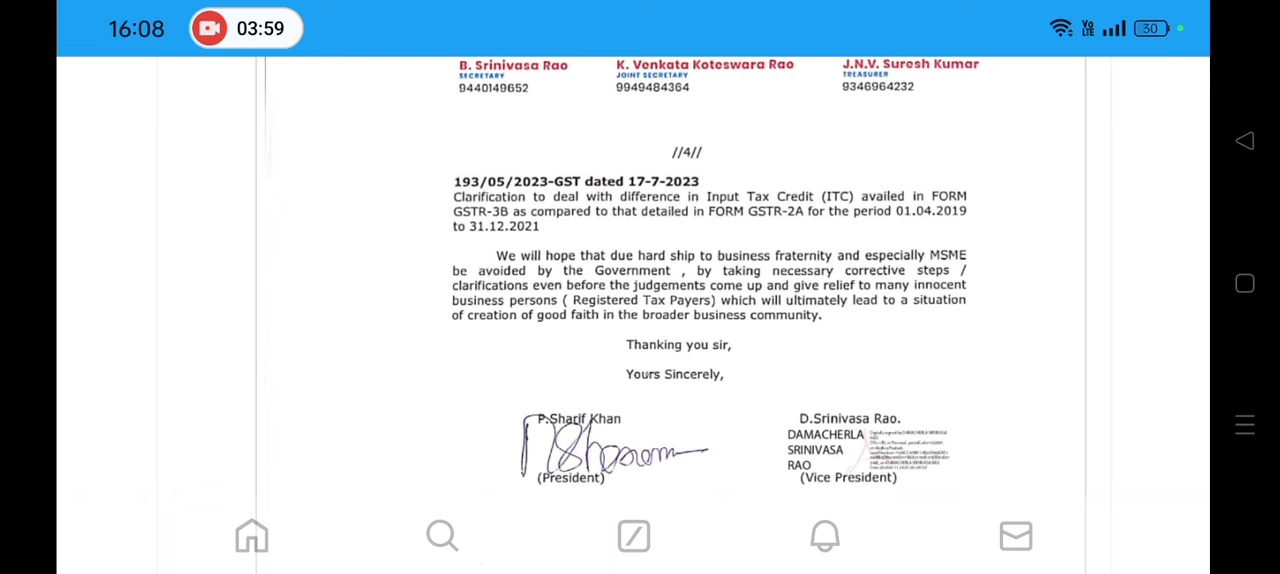 16:08
03:59
Vo
LTE
30
B. Srinivasa Rao
SECRETARY
9440149652
K. Venkata Koteswara Rao
JOINT SECRETARY
9949484364
J.N.V. Suresh Kumar
TREASURER
9346964232
//4//
193/05/2023-GST dated 17-7-2023
Clarification to deal with difference in Input Tax Credit (ITC) availed in FORM
GSTR-3B as compared to that detailed in FORM GSTR-2A for the period 01.04.2019
to 31.12.2021
We will hope that due hard ship to business fraternity and especially MSME
be avoided by the Government , by taking necessary corrective steps /
clarifications even before the judgements come up and give relief to many innocent
business persons ( Registered Tax Payers) which will ultimately lead to a situation
of creation of good faith in the broader business community.
Thanking you sir,
Yours Sincerely,
P.Sharif Khan
(President)
D.Srinivasa Rao.
DAMACHERLA
SRINIVASA
RAO
(Vice President)